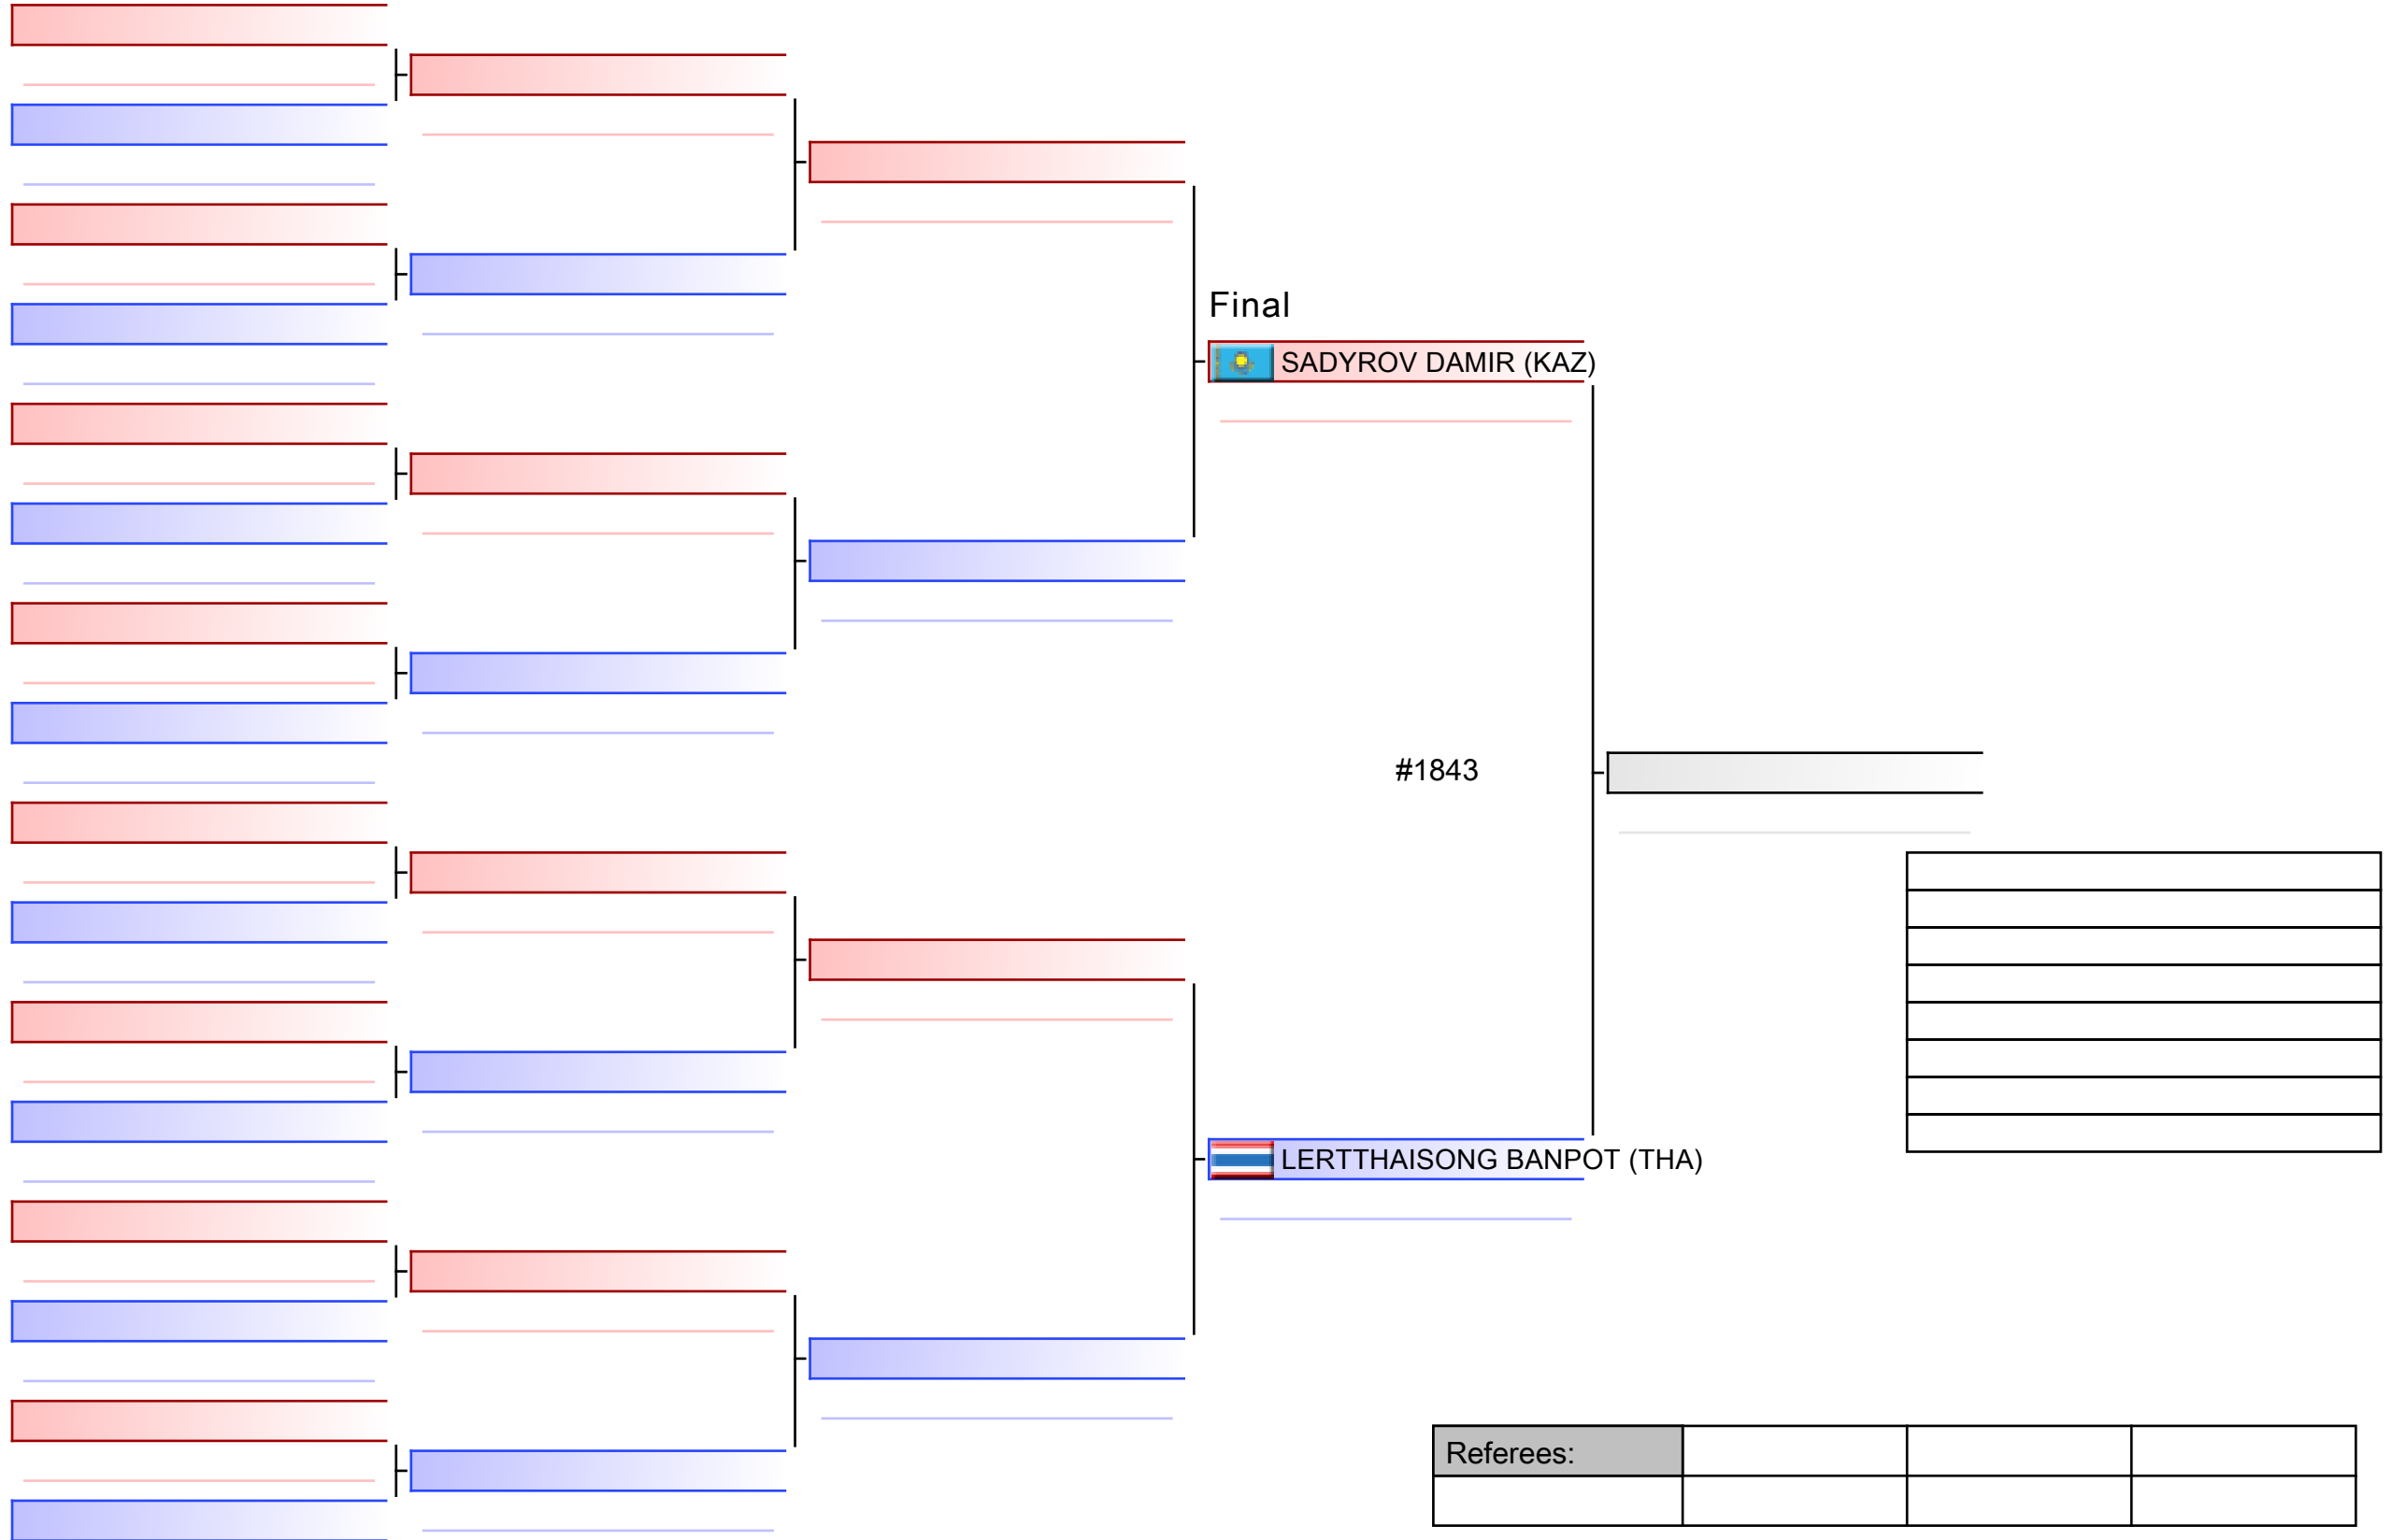 Final
SADYROV DAMIR (KAZ)
#1843
LERTTHAISONG BANPOT (THA)
Referees: